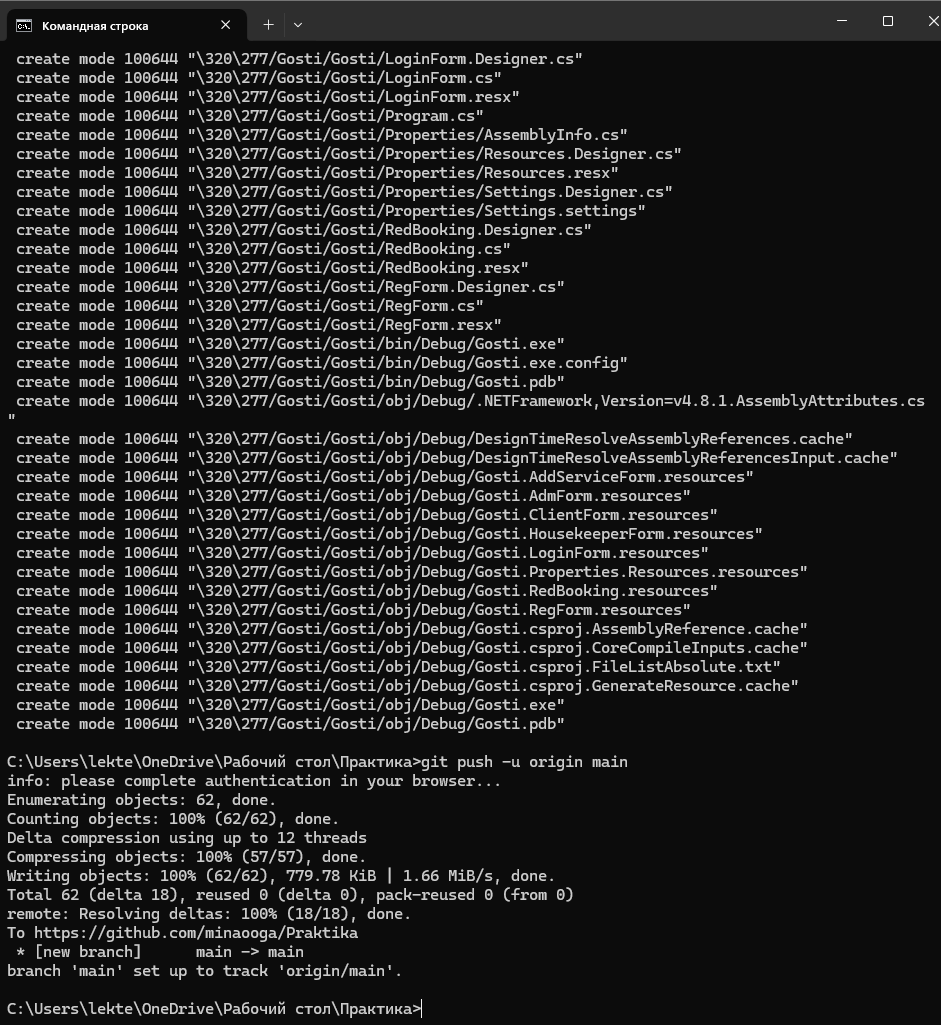 Командная строка
create mode 100644 "\320\277/Gosti/Gosti/LoginForm.Designer.cs"
create mode 100644 "\320\277/Gosti/Gosti/LoginForm.cs"
create mode 100644 "\320\277/Gosti/Gosti/LoginForm.resx"
create mode 100644 "\320\277/Gosti/Gosti/Program.cs"
create mode 100644 "\320\277/Gosti/Gosti/Properties/AssemblyInfo.cs"
create mode 100644 "\320\277/Gosti/Gosti/Properties/Resources.Designer.cs"
create mode 100644 "\320\277/Gosti/Gosti/Properties/Resources.resx"
create mode 100644 "\320\277/Gosti/Gosti/Properties/Settings.Designer.cs"
create mode 100644 "\320\277/Gosti/Gosti/Properties/Settings.settings"
create mode 100644 "\320\277/Gosti/Gosti/RedBooking.Designer.cs"
create mode 100644 "\320\277/Gosti/Gosti/RedBooking.cs"
create mode 100644 "\320\277/Gosti/Gosti/RedBooking.resx"
create mode 100644 "\320\277/Gosti/Gosti/RegForm.Designer.cs"
create mode 100644 "\320\277/Gosti/Gosti/RegForm.cs"
create mode 100644 "\320\277/Gosti/Gosti/RegForm.resx"
create mode 100644 "\320\277/Gosti/Gosti/bin/Debug/Gosti.exe"
create mode 100644 "\320\277/Gosti/Gosti/bin/Debug/Gosti.exe.config"
create mode 100644 "\320\277/Gosti/Gosti/bin/Debug/Gosti.pdb"
create mode 100644 "\320\277/Gosti/Gosti/obj/Debug/.NETFramework,Version=v4.8.1.AssemblyAttributes.cs
"
create mode 100644 "\320\277/Gosti/Gosti/obj/Debug/DesignTimeResolveAssemblyReferences.cache"
create mode 100644 "\320\277/Gosti/Gosti/obj/Debug/DesignTimeResolveAssemblyReferencesInput.cache"
create mode 100644 "\320\277/Gosti/Gosti/obj/Debug/Gosti.AddServiceForm.resources"
create mode 100644 "\320\277/Gosti/Gosti/obj/Debug/Gosti.AdmForm.resources"
create mode 100644 "\320\277/Gosti/Gosti/obj/Debug/Gosti.ClientForm.resources"
create mode 100644 "\320\277/Gosti/Gosti/obj/Debug/Gosti.HousekeeperForm.resources"
create mode 100644 "\320\277/Gosti/Gosti/obj/Debug/Gosti.LoginForm.resources"
create mode 100644 "\320\277/Gosti/Gosti/obj/Debug/Gosti.Properties.Resources.resources"
create mode 100644 "\320\277/Gosti/Gosti/obj/Debug/Gosti.RedBooking.resources"
create mode 100644 "\320\277/Gosti/Gosti/obj/Debug/Gosti.RegForm.resources"
create mode 100644 "\320\277/Gosti/Gosti/obj/Debug/Gosti.csproj.AssemblyReference.cache"
create mode 100644 "\320\277/Gosti/Gosti/obj/Debug/Gosti.csproj.CoreCompileInputs.cache"
create mode 100644 "\320\277/Gosti/Gosti/obj/Debug/Gosti.csproj.FileListAbsolute.txt"
create mode 100644 "\320\277/Gosti/Gosti/obj/Debug/Gosti.csproj.GenerateResource.cache"
create mode 100644 "\320\277/Gosti/Gosti/obj/Debug/Gosti.exe"
create mode 100644 "\320\277/Gosti/Gosti/obj/Debug/Gosti.pdb"
C:\Users\lekte\OneDrive\Рабочий стол\Практика>git push -u origin main
info: please complete authentication in your browser...
Enumerating objects: 62, done.
Counting objects: 100% (62/62), done.
Delta compression using up to 12 threads
Compressing objects: 100% (57/57), done.
Writing objects: 100% (62/62), 779.78 KiB | 1.66 MiB/s, done.
Total 62 (delta 18), reused 0 (delta 0), pack-reused 0 (from 0)
remote: Resolving deltas: 100% (18/18), done.
To https://github.com/minaooga/Praktika
* [new branch]      main -> main
branch 'main' set up to track 'origin/main'.
C:\Users\lekte\OneDrive\Рабочий стол\Практика>